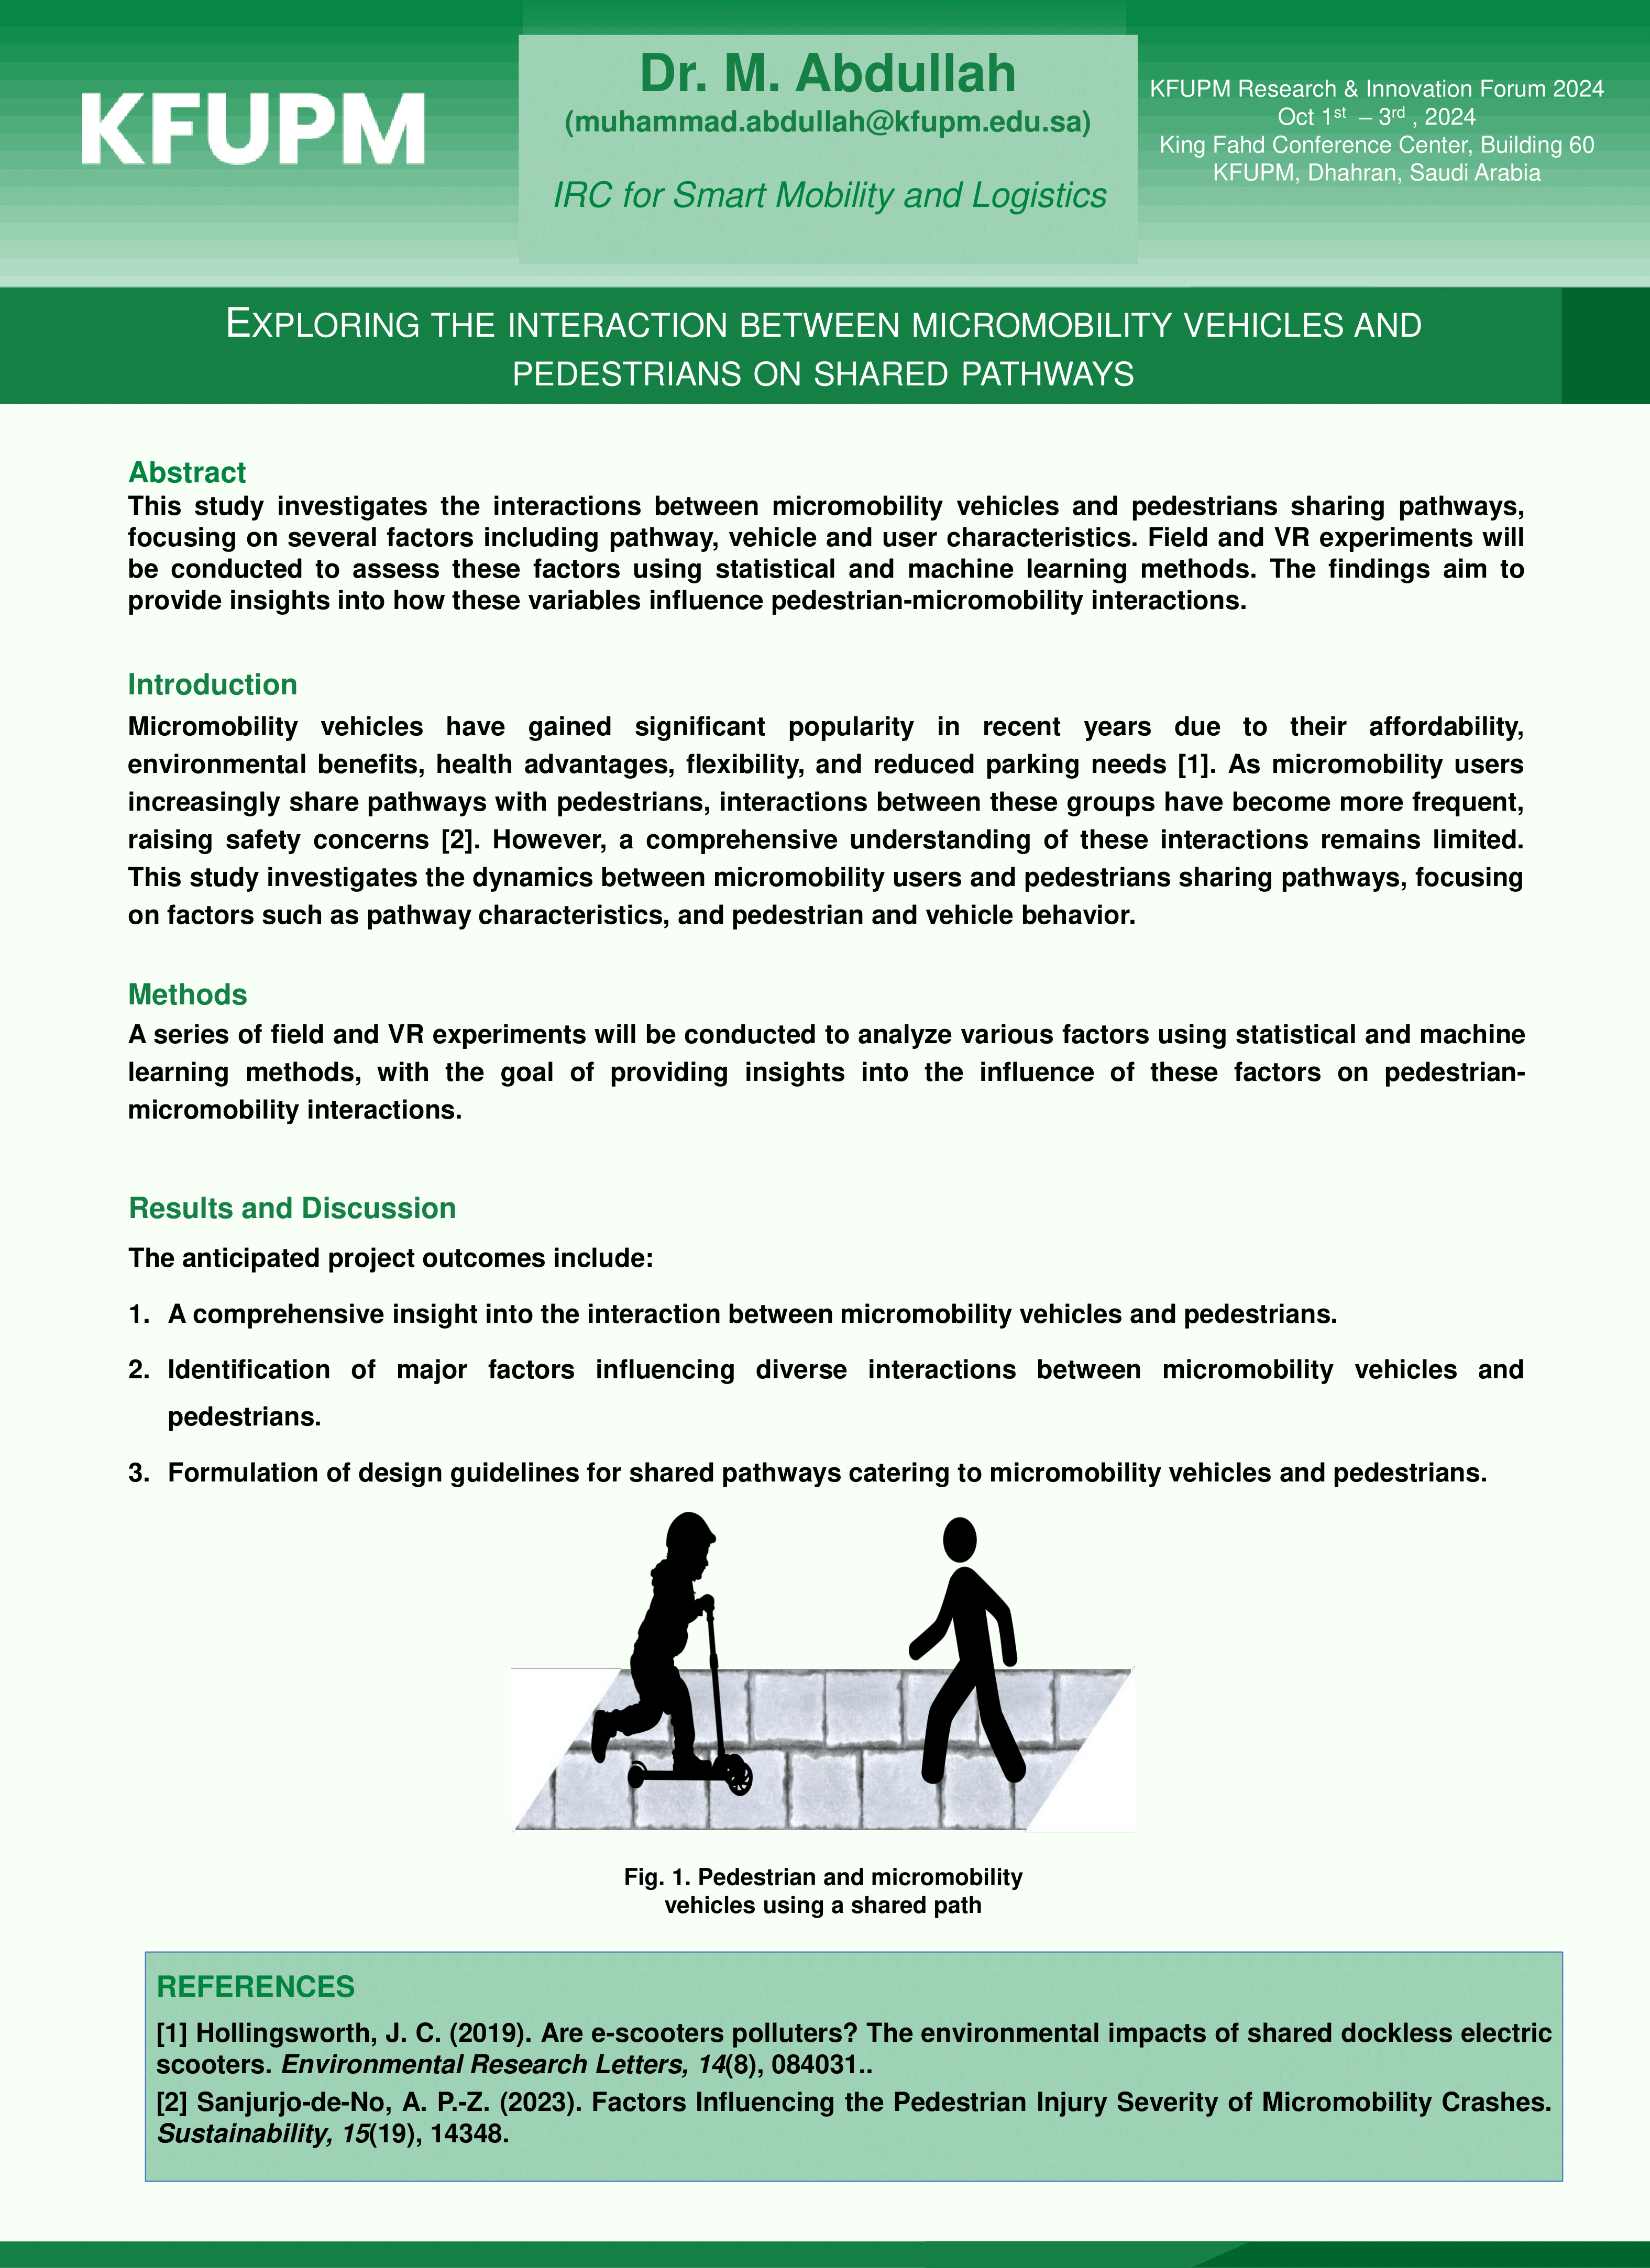 KFUPM
Dr. M. Abdullah
(muhammad.abdullah@kfupm.edu.sa)
IRC for Smart Mobility and Logistics
KFUPM Research & Innovation Forum 2024
Oct 1st – 3rd , 2024
King Fahd Conference Center, Building 60
KFUPM, Dhahran, Saudi Arabia
EXPLORING THE INTERACTION BETWEEN MICROMOBILITY VEHICLES AND
PEDESTRIANS ON SHARED PATHWAYS
Abstract
This study investigates the interactions between micromobility vehicles and pedestrians sharing pathways,
focusing on several factors including pathway, vehicle and user characteristics. Field and VR experiments will
be conducted to assess these factors using statistical and machine learning methods. The findings aim to
provide insights into how these variables influence pedestrian-micromobility interactions.
Introduction
Micromobility vehicles have gained significant popularity in recent years due to their affordability,
environmental benefits, health advantages, flexibility, and reduced parking needs [1]. As micromobility users
increasingly share pathways with pedestrians, interactions between these groups have become more frequent,
raising safety concerns [2]. However, a comprehensive understanding of these interactions remains limited.
This study investigates the dynamics between micromobility users and pedestrians sharing pathways, focusing
on factors such as pathway characteristics, and pedestrian and vehicle behavior.
Methods
A series of field and VR experiments will be conducted to analyze various factors using statistical and machine
learning methods, with the goal of providing insights into the influence of these factors on pedestrian-
micromobility interactions.
Results and Discussion
The anticipated project outcomes include:
1. A comprehensive insight into the interaction between micromobility vehicles and pedestrians.
2. Identification of major factors influencing diverse interactions between micromobility vehicles and
pedestrians.
3. Formulation of design guidelines for shared pathways catering to micromobility vehicles and pedestrians.
Fig. 1. Pedestrian and micromobility
vehicles using a shared path
REFERENCES
[1] Hollingsworth, J. C. (2019). Are e-scooters polluters? The environmental impacts of shared dockless electric
scooters. Environmental Research Letters, 14(8), 084031..
[2] Sanjurjo-de-No, A. P.-Z. (2023). Factors Influencing the Pedestrian Injury Severity of Micromobility Crashes.
Sustainability, 15(19), 14348.